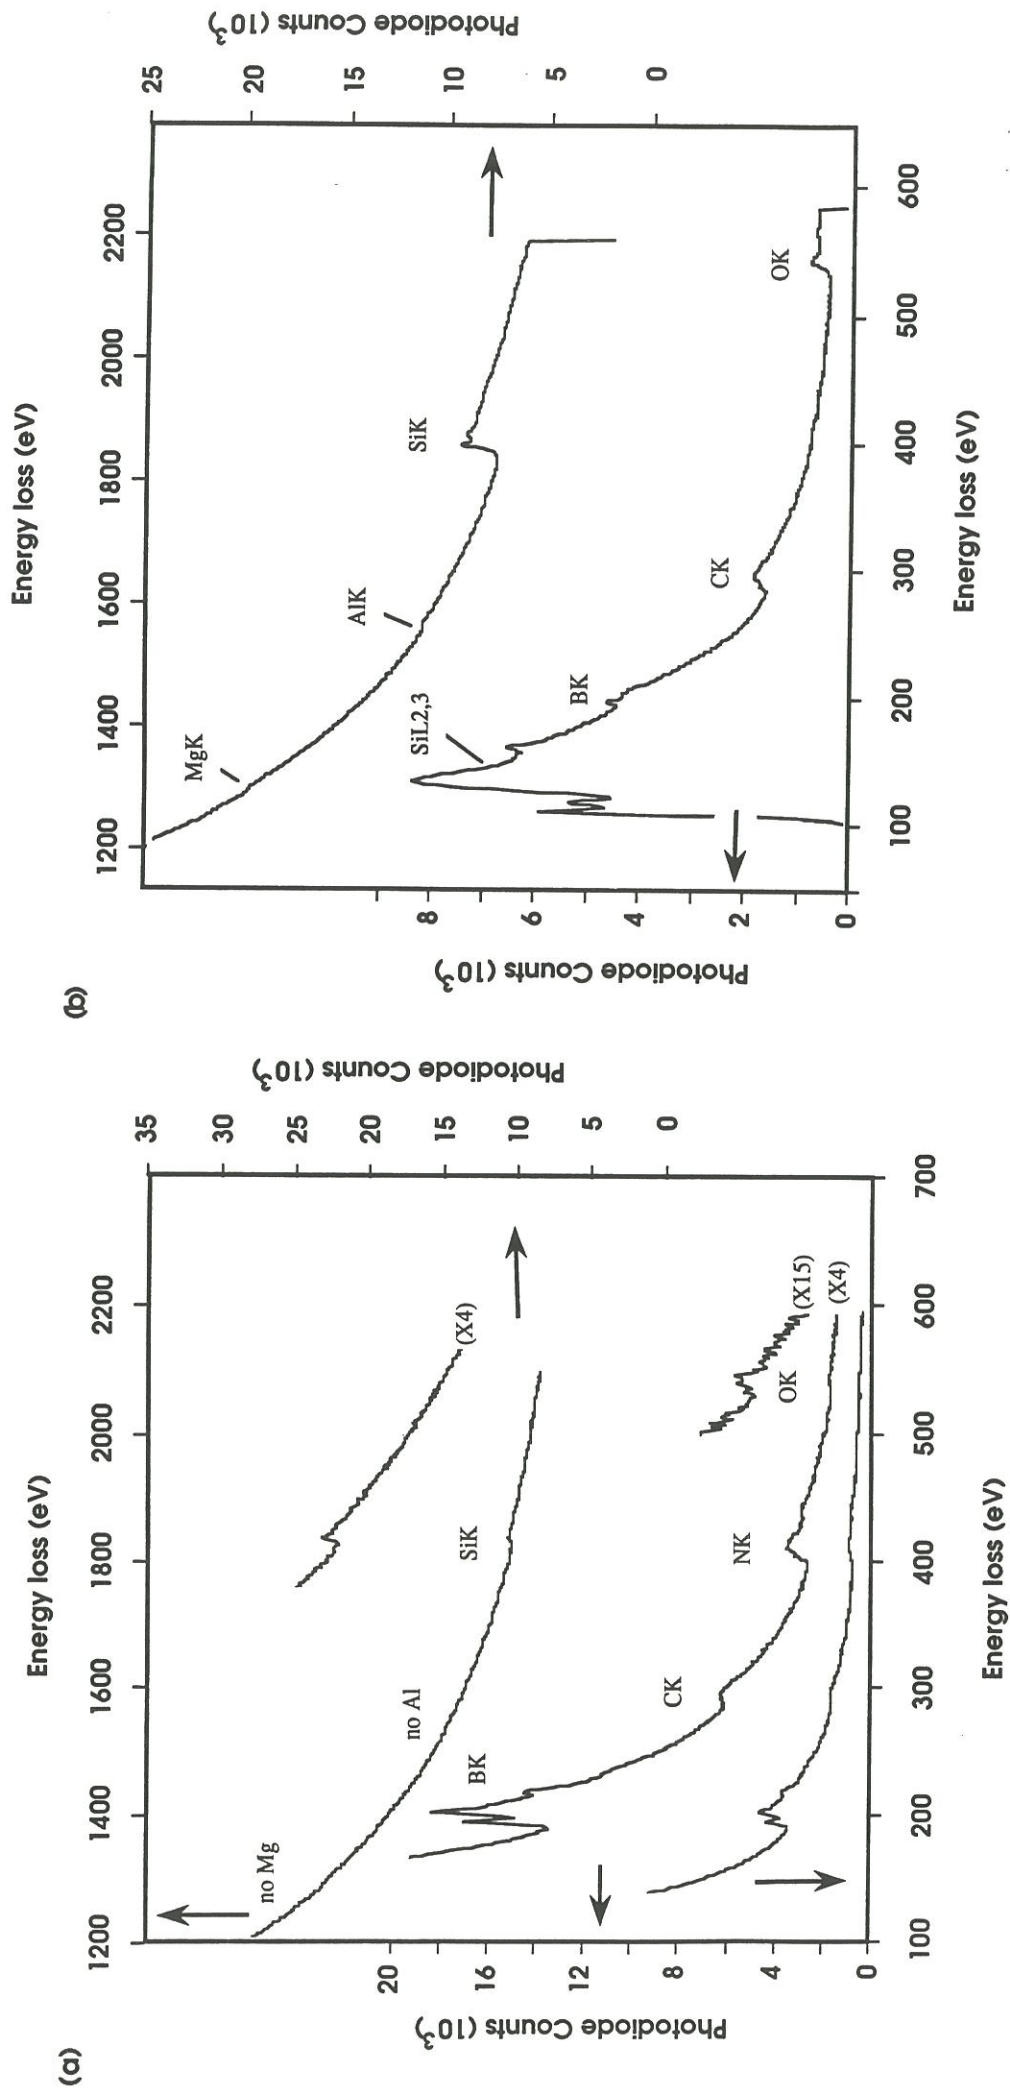 (a)
Energy loss (eV)
1200 1400 1600 1800 2000 2200
Photodiode Counts (10³)
20
16
12
8
4
0
35
30
25
20
15
10
5
0
Photodiode Counts (10³)
no Mg
no Al
SiK
(X4)
BK
CK
NK
OK
(X15)
(X4)
100 200 300 400 500 600 700
Energy loss (eV)
(b)
Energy loss (eV)
1200 1400 1600 1800 2000 2200
Photodiode Counts (10³)
8
6
4
2
0
25
20
15
10
5
0
Photodiode Counts (10³)
MgK
AlK
SiK
SiL2,3
BK
CK
OK
100 200 300 400 500 600
Energy loss (eV)